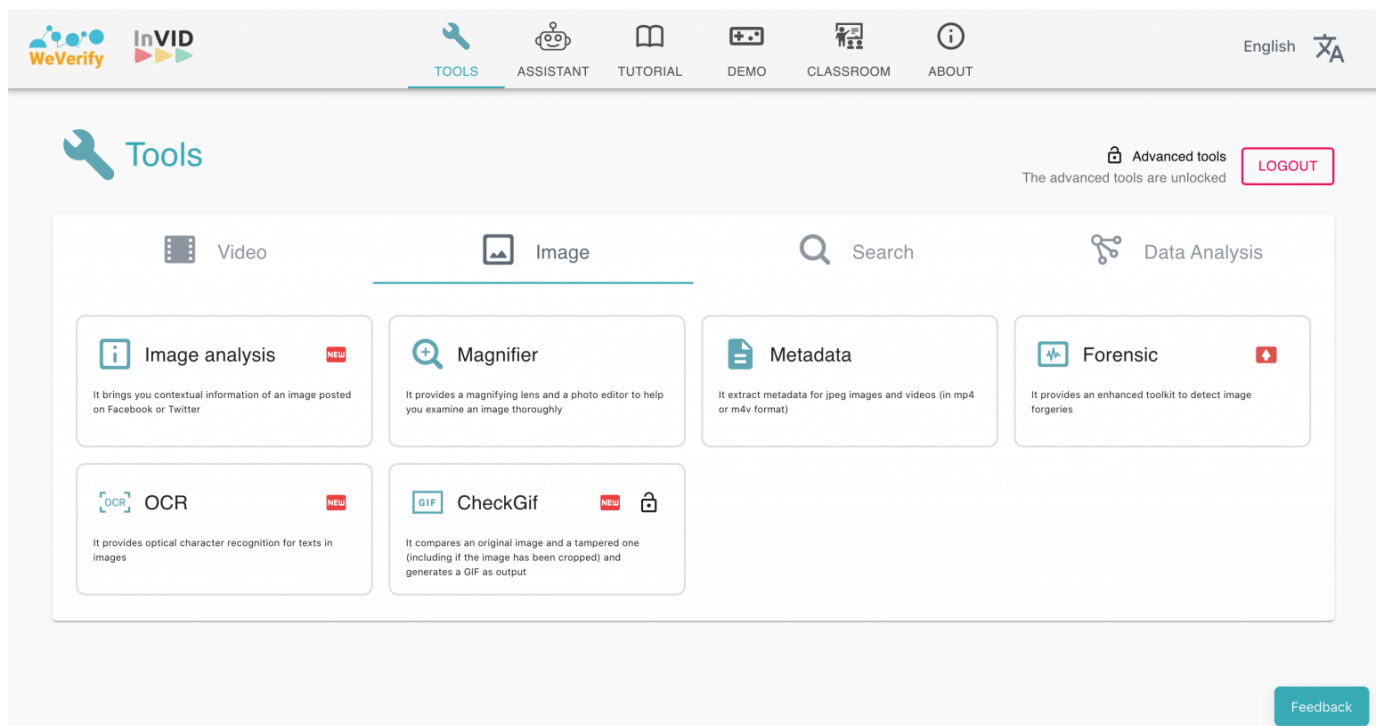 WeVerify
InVID
TOOLS
ASSISTANT
TUTORIAL
DEMO
CLASSROOM
ABOUT
English
Tools
Advanced tools
The advanced tools are unlocked
LOGOUT
Video
Image
Search
Data Analysis
Image analysis
NEW
It brings you contextual information of an image posted
on Facebook or Twitter
Magnifier
It provides a magnifying lens and a photo editor to help
you examine an image thoroughly
Metadata
It extract metadata for jpeg images and videos (in mp4
or m4v format)
Forensic
It provides an enhanced toolkit to detect image
forgeries
OCR
OCR
NEW
It provides optical character recognition for texts in
images
GIF
CheckGif
NEW
It compares an original image and a tampered one
(including if the image has been cropped) and
generates a GIF as output
Feedback